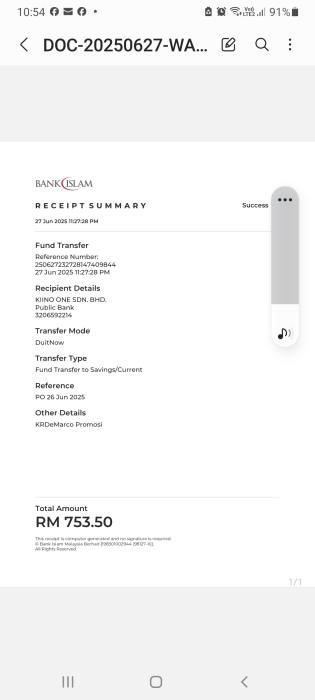 10:54
91%
DOC-20250627-WA...
BANK ISLAM
RECEIPT SUMMARY
Success
27 Jun 2025 11:27:28 PM
Fund Transfer
Reference Number:
25062723272814740­9844
27 Jun 2025 11:27:28 PM
Recipient Details
KIINO ONE SDN. BHD.
Public Bank
3206592214
Transfer Mode
DuitNow
Transfer Type
Fund Transfer to Savings/Current
Reference
PO 26 Jun 2025
Other Details
KRDeMarco Promosi
Total Amount
RM 753.50
This receipt is computer generated and no signature is required.
© Bank Islam Malaysia Berhad [198301002944 (98127-X)].
All Rights Reserved.
1/1